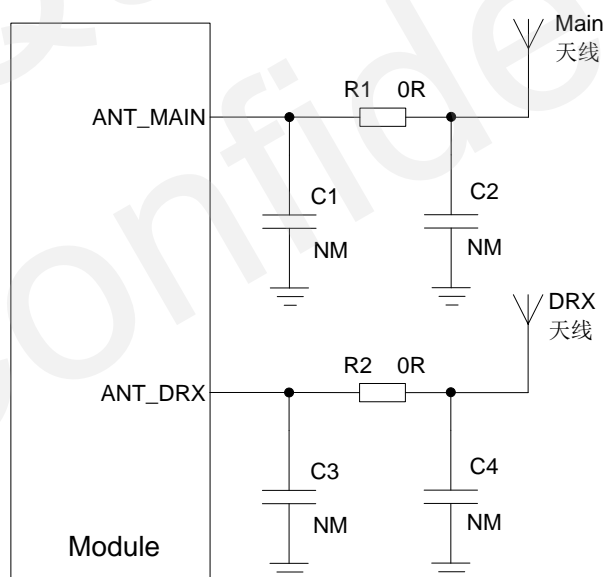 Main
天线
R1 0R
ANT_MAIN
C1
C2
NM
NM
DRX
天线
R2 0R
ANT_DRX
C3
C4
NM
NM
Module